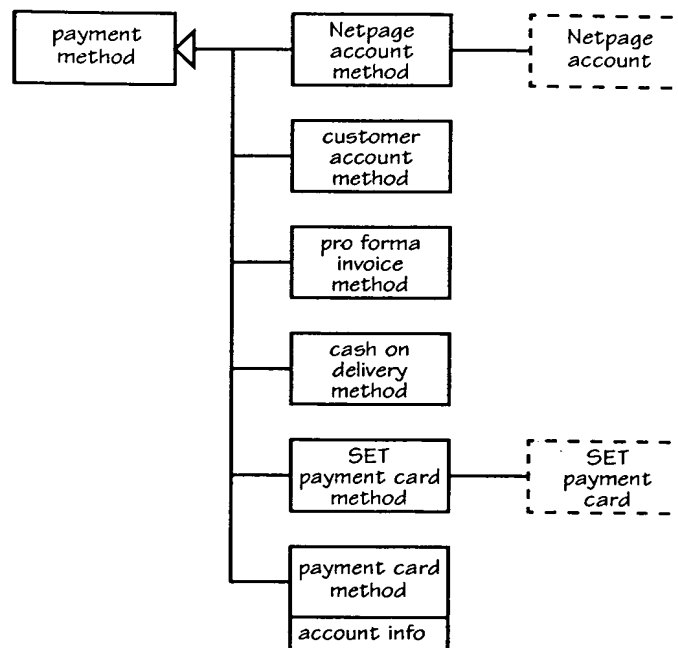 payment
method
Netpage
account
method
Netpage
account
customer
account
method
pro forma
invoice
method
cash on
delivery
method
SET
payment card
method
SET
payment
card
payment card
method
account info